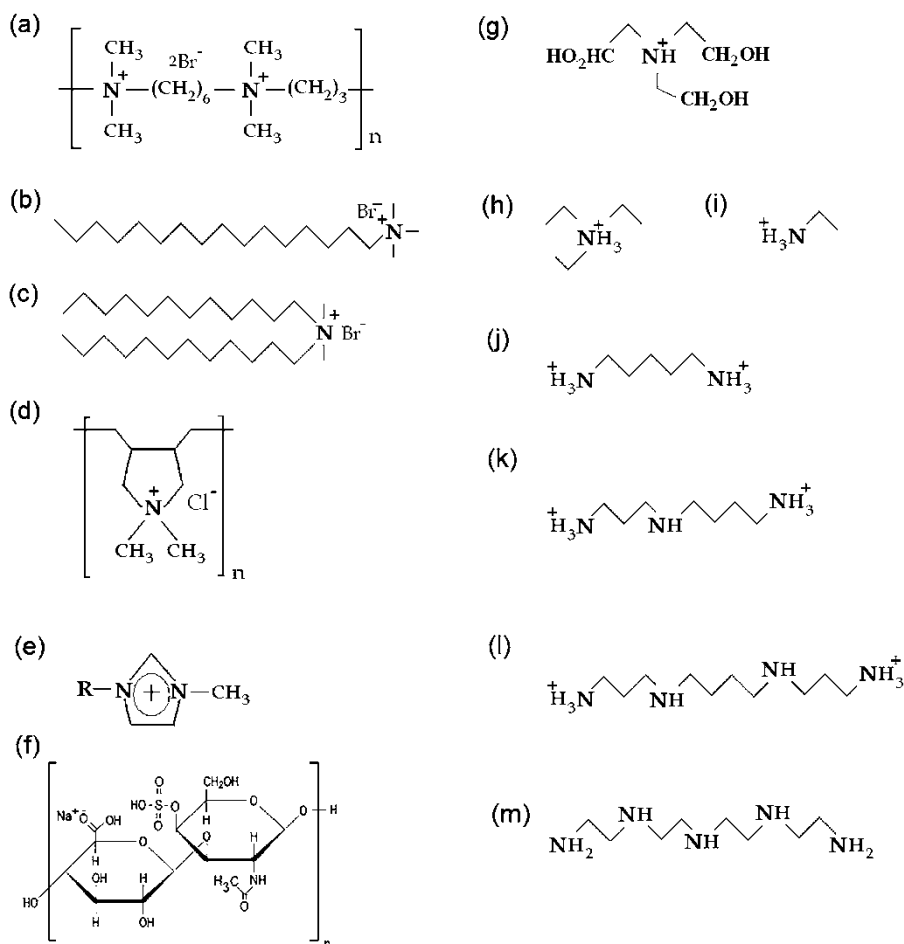 (a)
CH3 CH3
2Br-
N+ (CH2)6 N+ (CH2)3
CH3 CH3
n
(b)
Br-
N+
(c)
N+ Br-
(d)
N+ Cl-
CH3 CH3
n
(e)
R-N + N-CH3
(f)
CH2OH
O
HO-S-O
O
Na+ O- OH
H H O O H
H O H
OH H H NH
HO H3C
H OH O
n
(g)
HO2HC NH+ CH2OH
CH2OH
(h)
NH3+
(i)
H3N+
(j)
H3N+ NH3+
(k)
H3N+ NH NH3+
(l)
H3N+ NH NH NH3+
(m)
NH2 NH NH NH NH2